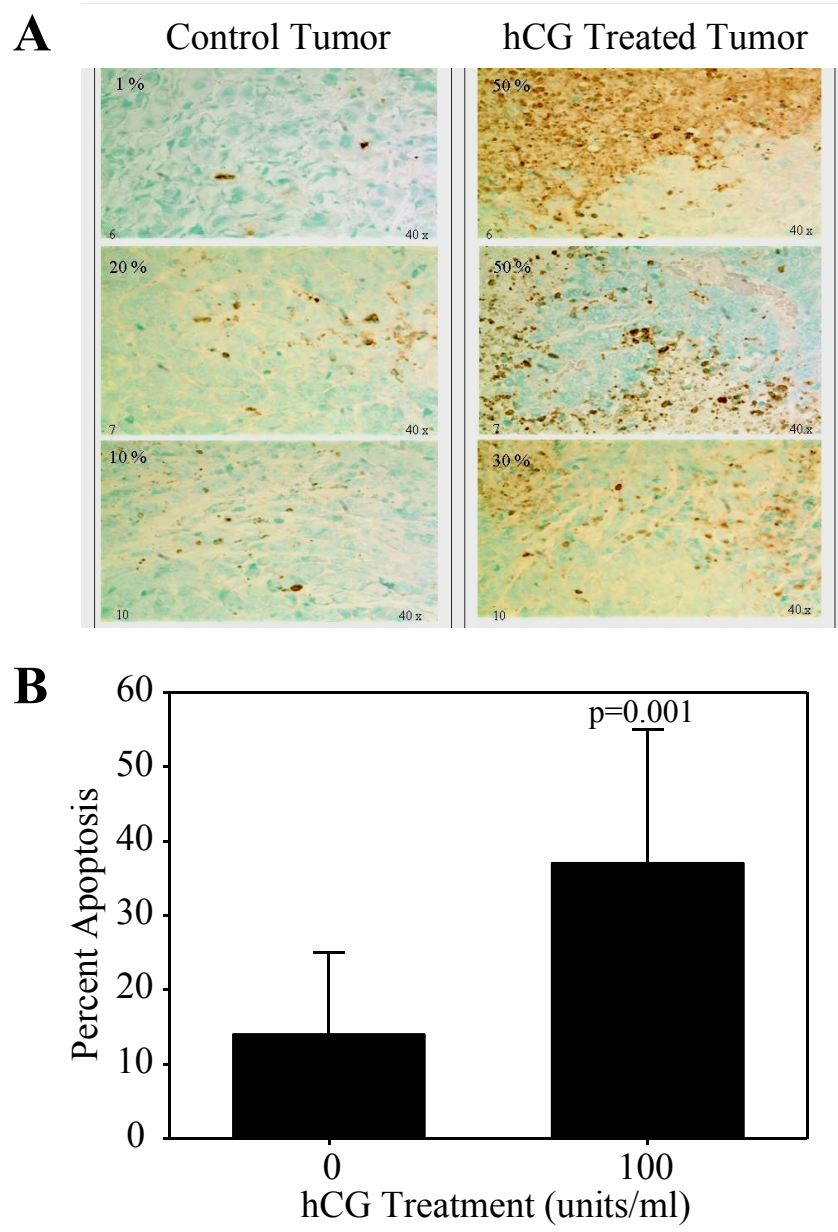 A
Control Tumor
hCG Treated Tumor
1 %
6
40 x
50 %
6
40 x
20 %
7
40 x
50 %
7
40 x
10 %
10
40 x
30 %
10
40 x
B
60
50
40
30
20
10
0
Percent Apoptosis
p=0.001
0
100
hCG Treatment (units/ml)